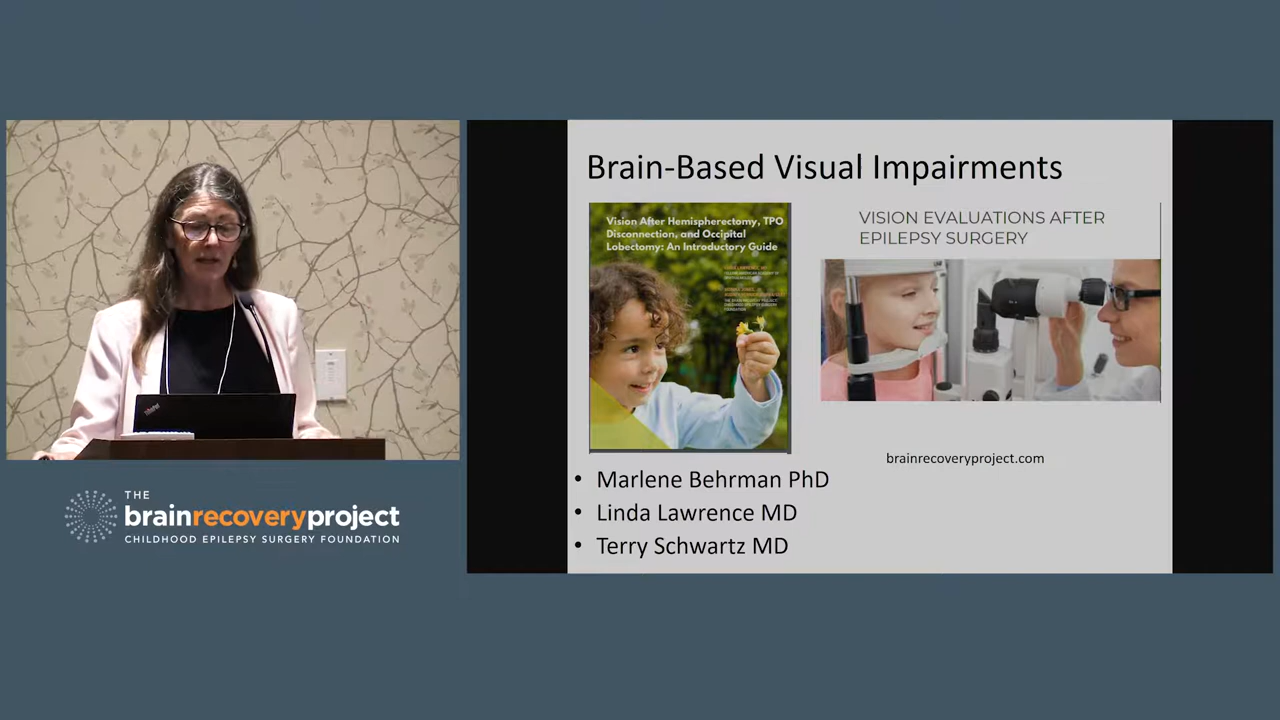 Brain-Based Visual Impairments
Vision After Hemispherectomy, TPO
Disconnection, and Occipital
Lobectomy: An Introductory Guide
VISION EVALUATIONS AFTER
EPILEPSY SURGERY
brainrecoveryproject.com
• Marlene Behrman PhD
• Linda Lawrence MD
• Terry Schwartz MD
ThinkPad
THE
brainrecoveryproject
CHILDHOOD EPILEPSY SURGERY FOUNDATION